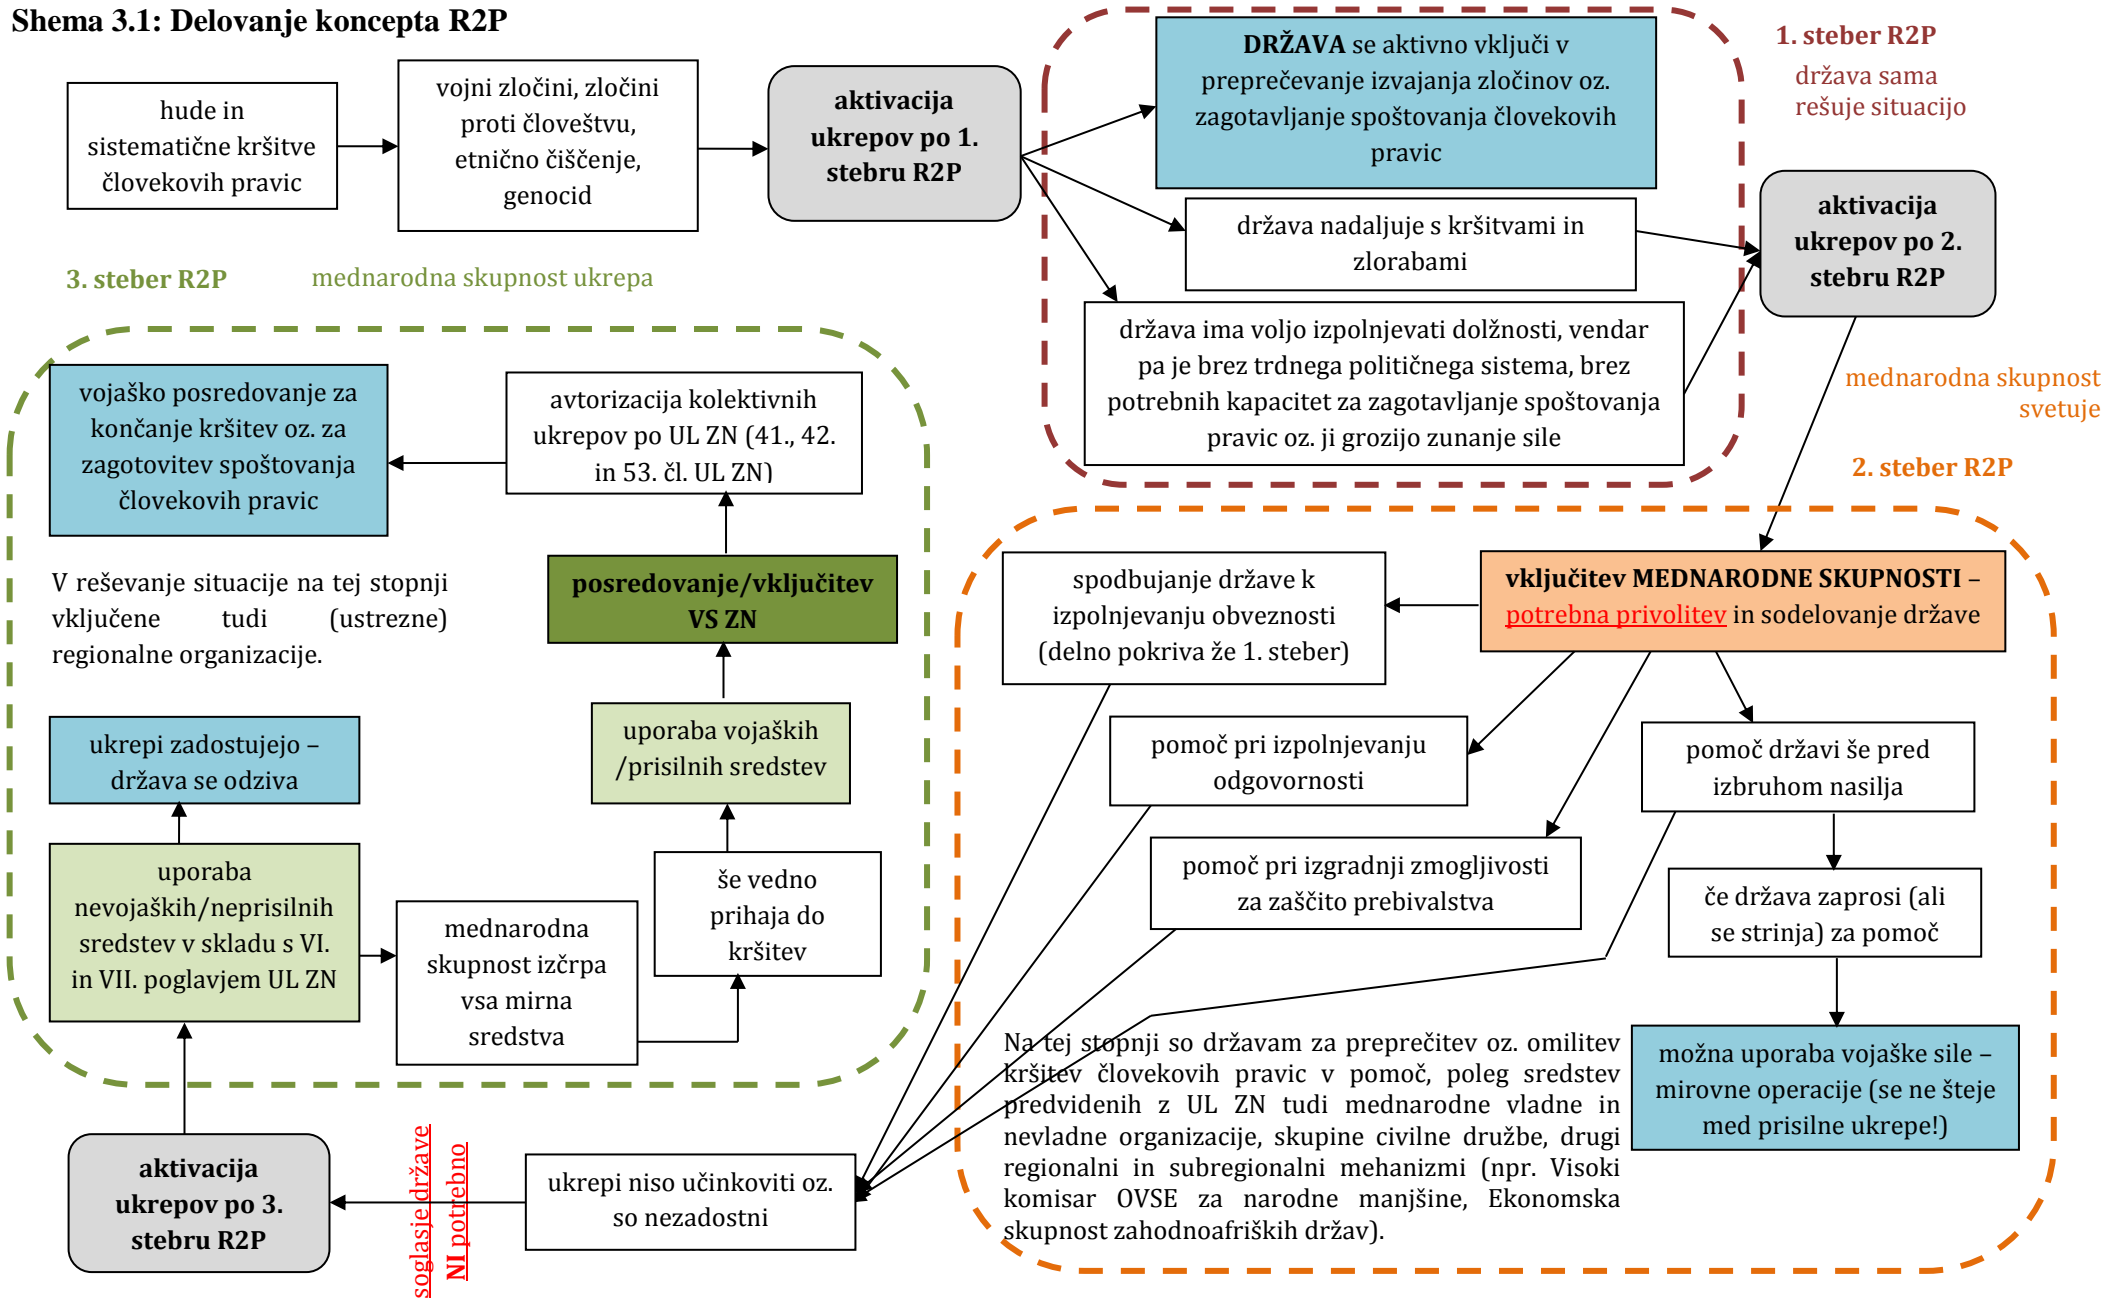 Shema 3.1: Delovanje koncepta R2P
hude in
sistematične kršitve
človekovih pravic
vojni zločini, zločini
proti človeštvu,
etnično čiščenje,
genocid
aktivacija
ukrepov po 1.
stebru R2P
DRŽAVA se aktivno vključi v
preprečevanje izvajanja zločinov oz.
zagotavljanje spoštovanja človekovih
pravic
država nadaljuje s kršitvami in
zlorabami
država ima voljo izpolnjevati dolžnosti, vendar
pa je brez trdnega političnega sistema, brez
potrebnih kapacitet za zagotavljanje spoštovanja
pravic oz. ji grozijo zunanje sile
1. steber R2P
država sama
rešuje situacijo
aktivacija
ukrepov po 2.
stebru R2P
mednarodna skupnost
svetuje
2. steber R2P
vključitev MEDNARODNE SKUPNOSTI –
potrebna privolitev in sodelovanje države
spodbujanje države k
izpolnjevanju obveznosti
(delno pokriva že 1. steber)
pomoč pri izpolnjevanju
odgovornosti
pomoč pri izgradnji zmogljivosti
za zaščito prebivalstva
pomoč državi še pred
izbruhom nasilja
če država zaprosi (ali
se strinja) za pomoč
možna uporaba vojaške sile –
mirovne operacije (se ne šteje
med prisilne ukrepe!)
Na tej stopnji so državam za preprečitev oz. omilitev
kršitev človekovih pravic v pomoč, poleg sredstev
predvidenih z UL ZN tudi mednarodne vladne in
nevladne organizacije, skupine civilne družbe, drugi
regionalni in subregionalni mehanizmi (npr. Visoki
komisar OVSE za narodne manjšine, Ekonomska
skupnost zahodnoafriških držav).
ukrepi niso učinkoviti oz.
so nezadostni
soglasje države
NI potrebno
aktivacija
ukrepov po 3.
stebru R2P
3. steber R2P
mednarodna skupnost ukrepa
uporaba
nevojaških/neprisilnih
sredstev v skladu s VI.
in VII. poglavjem UL ZN
ukrepi zadostujejo –
država se odziva
mednarodna
skupnost izčrpa
vsa mirna
sredstva
še vedno
prihaja do
kršitev
uporaba vojaških
/prisilnih sredstev
posredovanje/vključitev
VS ZN
avtorizacija kolektivnih
ukrepov po UL ZN (41., 42.
in 53. čl. UL ZN)
vojaško posredovanje za
končanje kršitev oz. za
zagotovitev spoštovanja
človekovih pravic
V reševanje situacije na tej stopnji
vključene tudi (ustrezne)
regionalne organizacije.